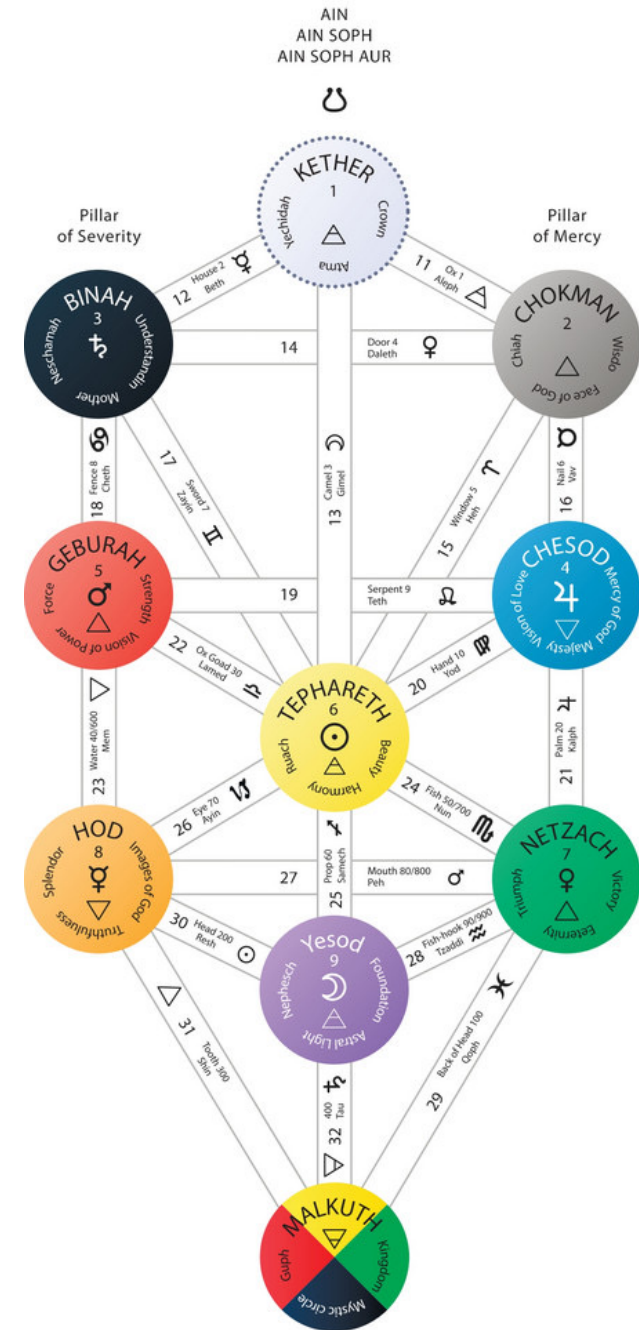 AIN
AIN SOPH
AIN SOPH AUR
KETHER
1
Yechidah
Crown
Atma
Pillar
of Severity
Pillar
of Mercy
12
House 2
Beth
11
Ox 1
Aleph
BINAH
3
Neschamah
Understandin
Mother
CHOKMAN
2
Chiah
Wisdo
Face of God
14
Door 4
Daleth
13
Camel 3
Gimel
17
Sword 7
Zayin
15
Window 5
Heh
18
Fence 8
Cheth
16
Nail 6
Vav
GEBURAH
5
Force
Strength
Vision of Power
CHESOD
4
Vision of Love
Mercy of God
Majesty
19
Serpent 9
Teth
22
Ox Goad 30
Lamed
20
Hand 10
Yod
TEPHARETH
6
Ruach
Beauty
Harmony
23
Water 40/600
Mem
21
Palm 20
Kalph
26
Eye 70
Ayin
24
Fish 50/700
Nun
HOD
8
Splendor
Images of God
Truthfuluess
NETZACH
7
Triumph
Victory
Eeternity
27
Mouth 80/800
Peh
25
Prop 60
Samech
30
Head 200
Resh
28
Fish-hook 90/900
Tzaddi
Yesod
9
Nephesch
Foundation
Astral Light
31
Tooth 300
Shin
29
Back of Head 100
Qoph
32
400
Tau
MALKUTH
Guph
Kingdom
Mystic circle